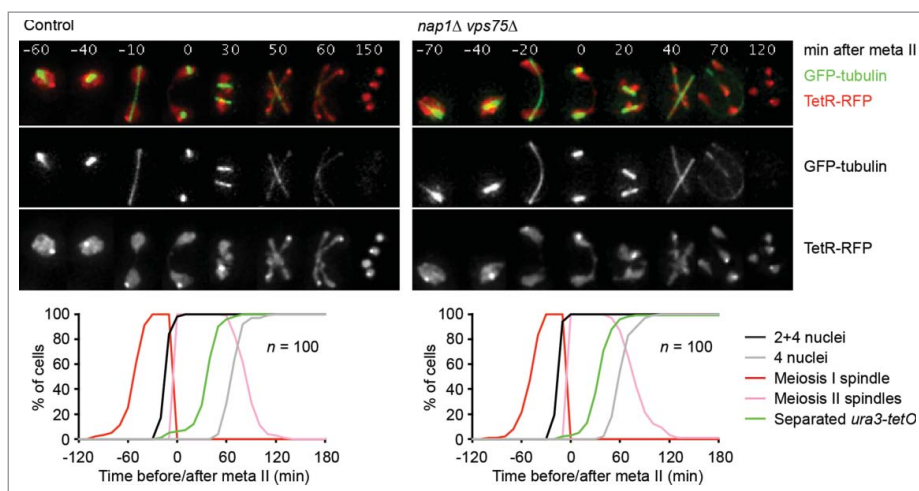 Control
-60 -40 -10 0 30 50 60 150
nap1Δ vps75Δ
-70 -40 -20 0 20 40 70 120
min after meta II
GFP-tubulin
TetR-RFP
GFP-tubulin
TetR-RFP
% of cells
100
80
60
40
20
0
n = 100
-120 -60 0 60 120 180
Time before/after meta II (min)
% of cells
100
80
60
40
20
0
n = 100
-120 -60 0 60 120 180
Time before/after meta II (min)
2+4 nuclei
4 nuclei
Meiosis I spindle
Meiosis II spindles
Separated ura3-tetO